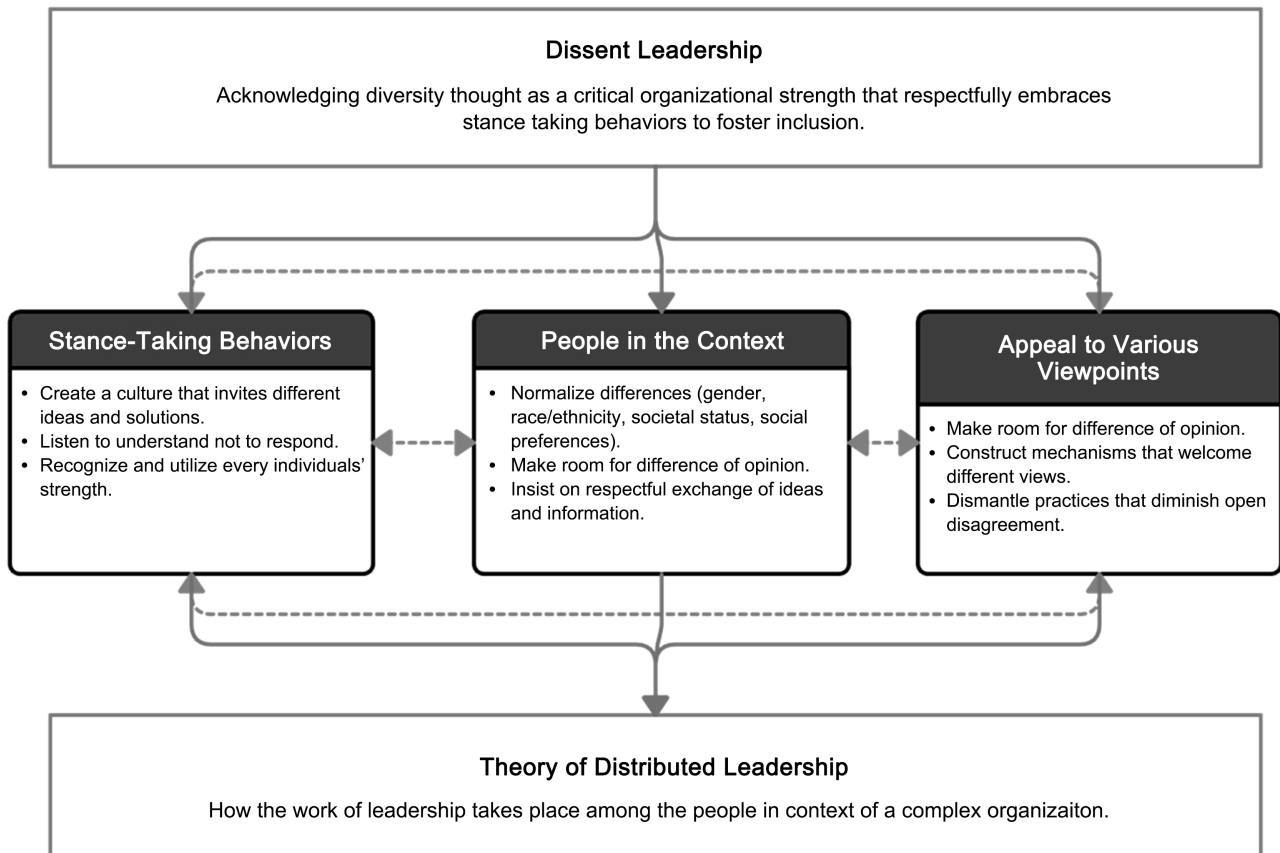 Dissent Leadership
Acknowledging diversity thought as a critical organizational strength that respectfully embraces
stance taking behaviors to foster inclusion.
Stance-Taking Behaviors
• Create a culture that invites different
ideas and solutions.
• Listen to understand not to respond.
• Recognize and utilize every individuals’
strength.
People in the Context
• Normalize differences (gender,
race/ethnicity, societal status, social
preferences).
• Make room for difference of opinion.
• Insist on respectful exchange of ideas
and information.
Appeal to Various
Viewpoints
• Make room for difference of opinion.
• Construct mechanisms that welcome
different views.
• Dismantle practices that diminish open
disagreement.
Theory of Distributed Leadership
How the work of leadership takes place among the people in context of a complex organizaiton.